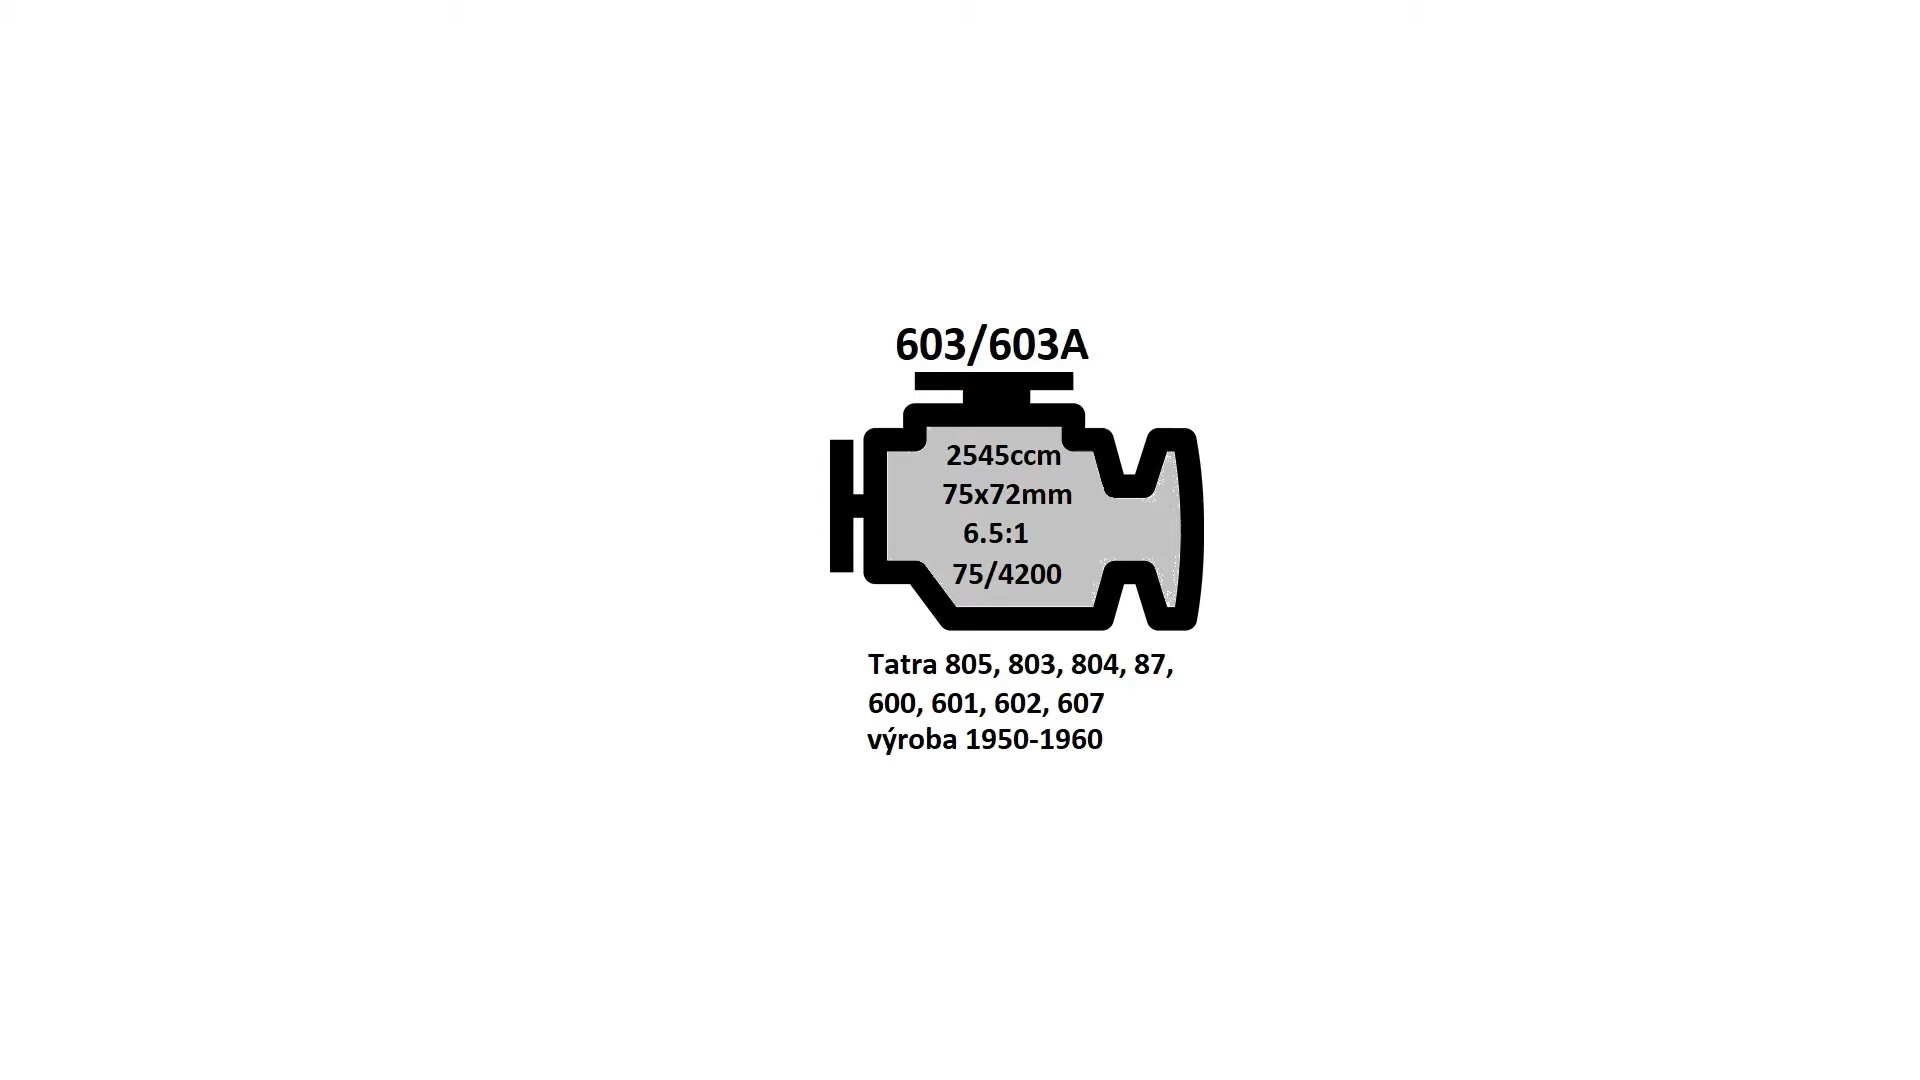 603/603A
2545ccm
75x72mm
6.5:1
75/4200
Tatra 805, 803, 804, 87,
600, 601, 602, 607
výroba 1950-1960